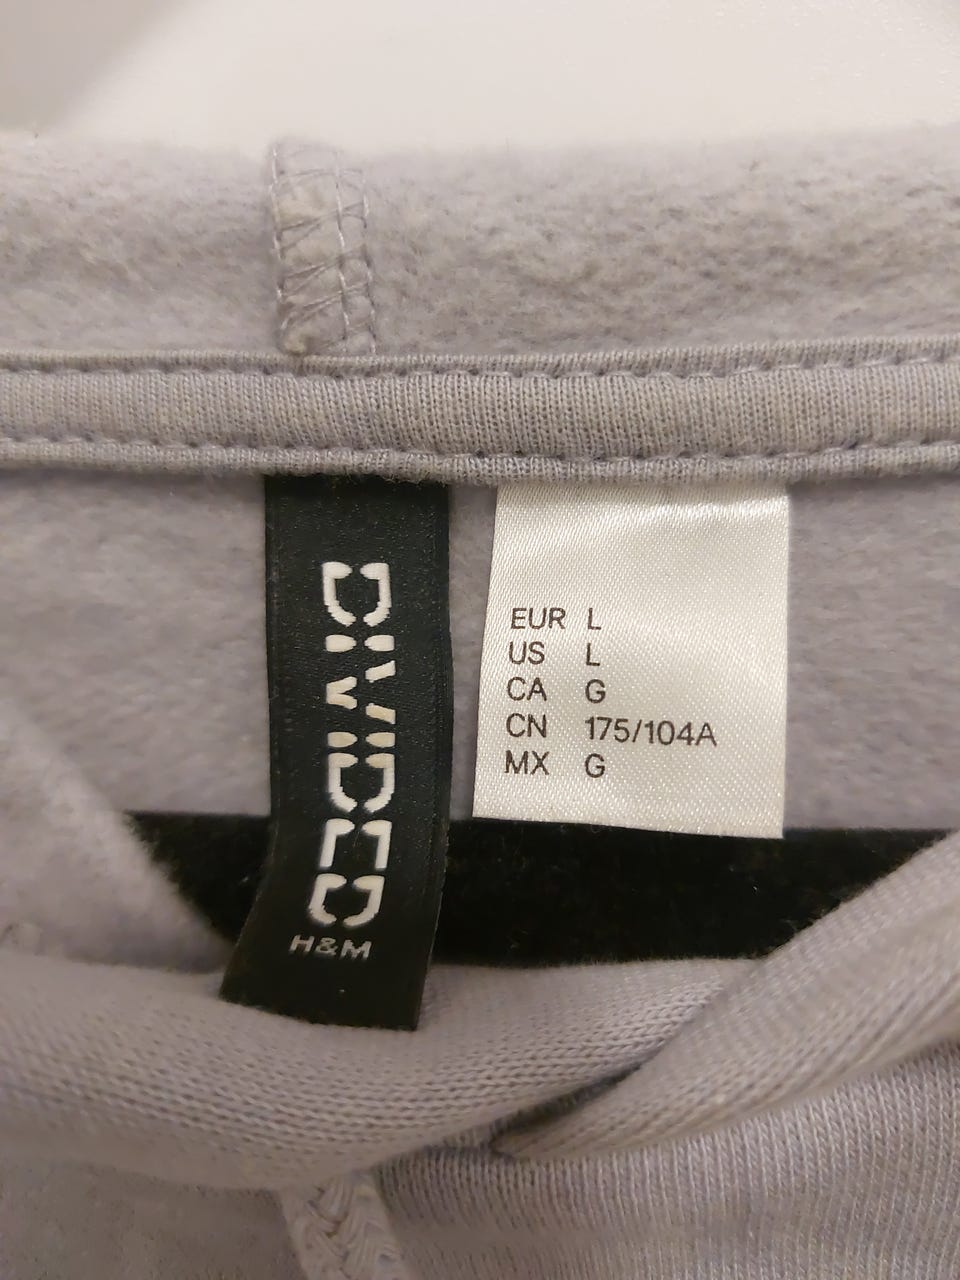 DIVIDED
H&M
EUR L
US L
CA G
CN 175/104A
MX G